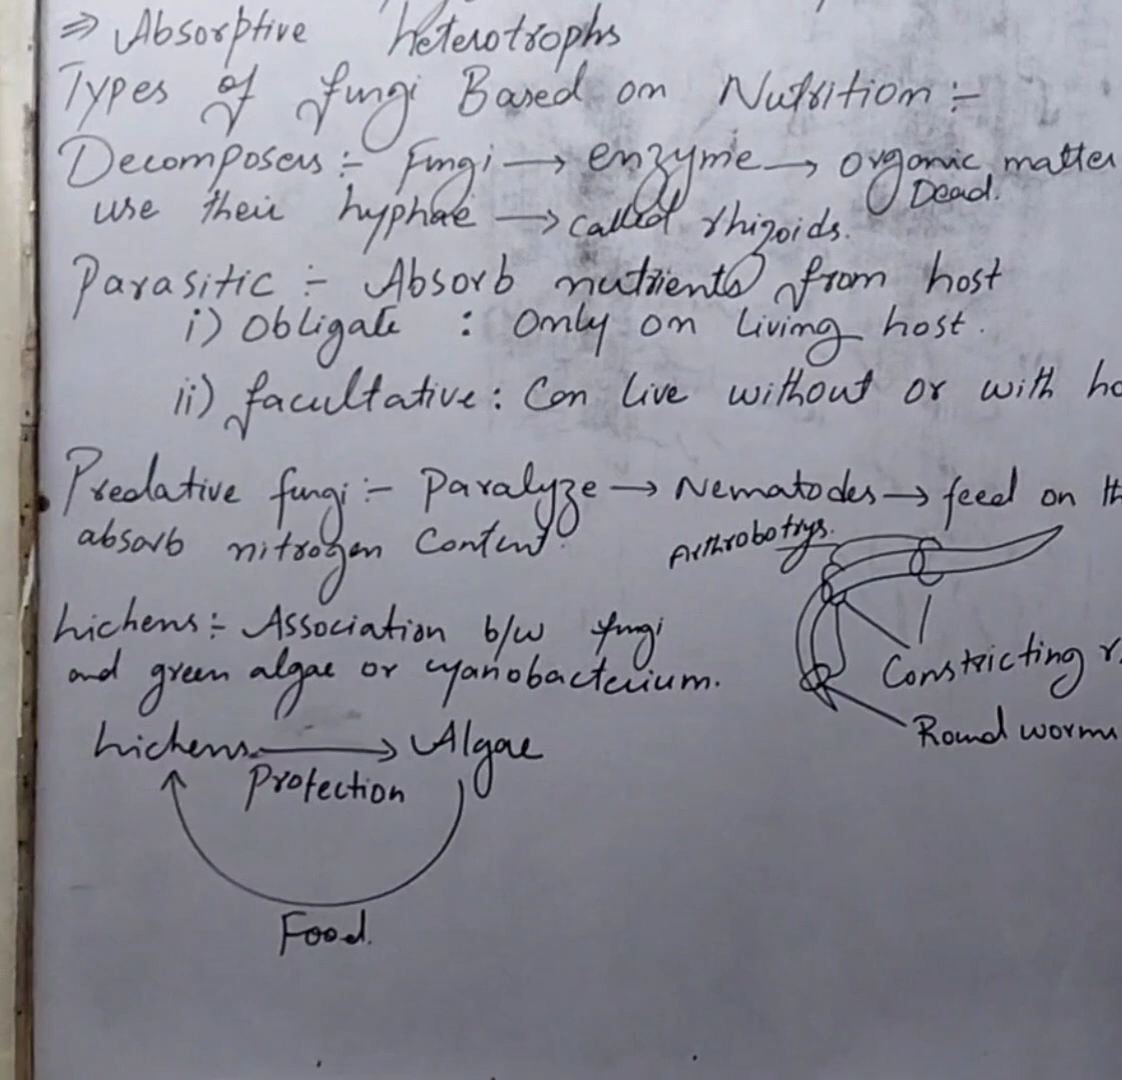 ⇒ Absorptive heterotrophs
Types of fungi Based on Nutrition :-
Decomposers :- Fungi → enzyme → organic matter
Dead.
use their hyphae → called rhizoids.
Parasitic :- Absorb nutrients from host
i) Obligate : Only on living host.
ii) facultative : Can live without or with ho
Predative fungi :- Paralyze → Nematodes → feed on th
absorb nitrogen Content.
Arthrobotrys.
Lichens :- Association b/w fungi
and green algae or cyanobacterium.
Constricting r
Round worm
Lichens → Algae
Protection
Food.